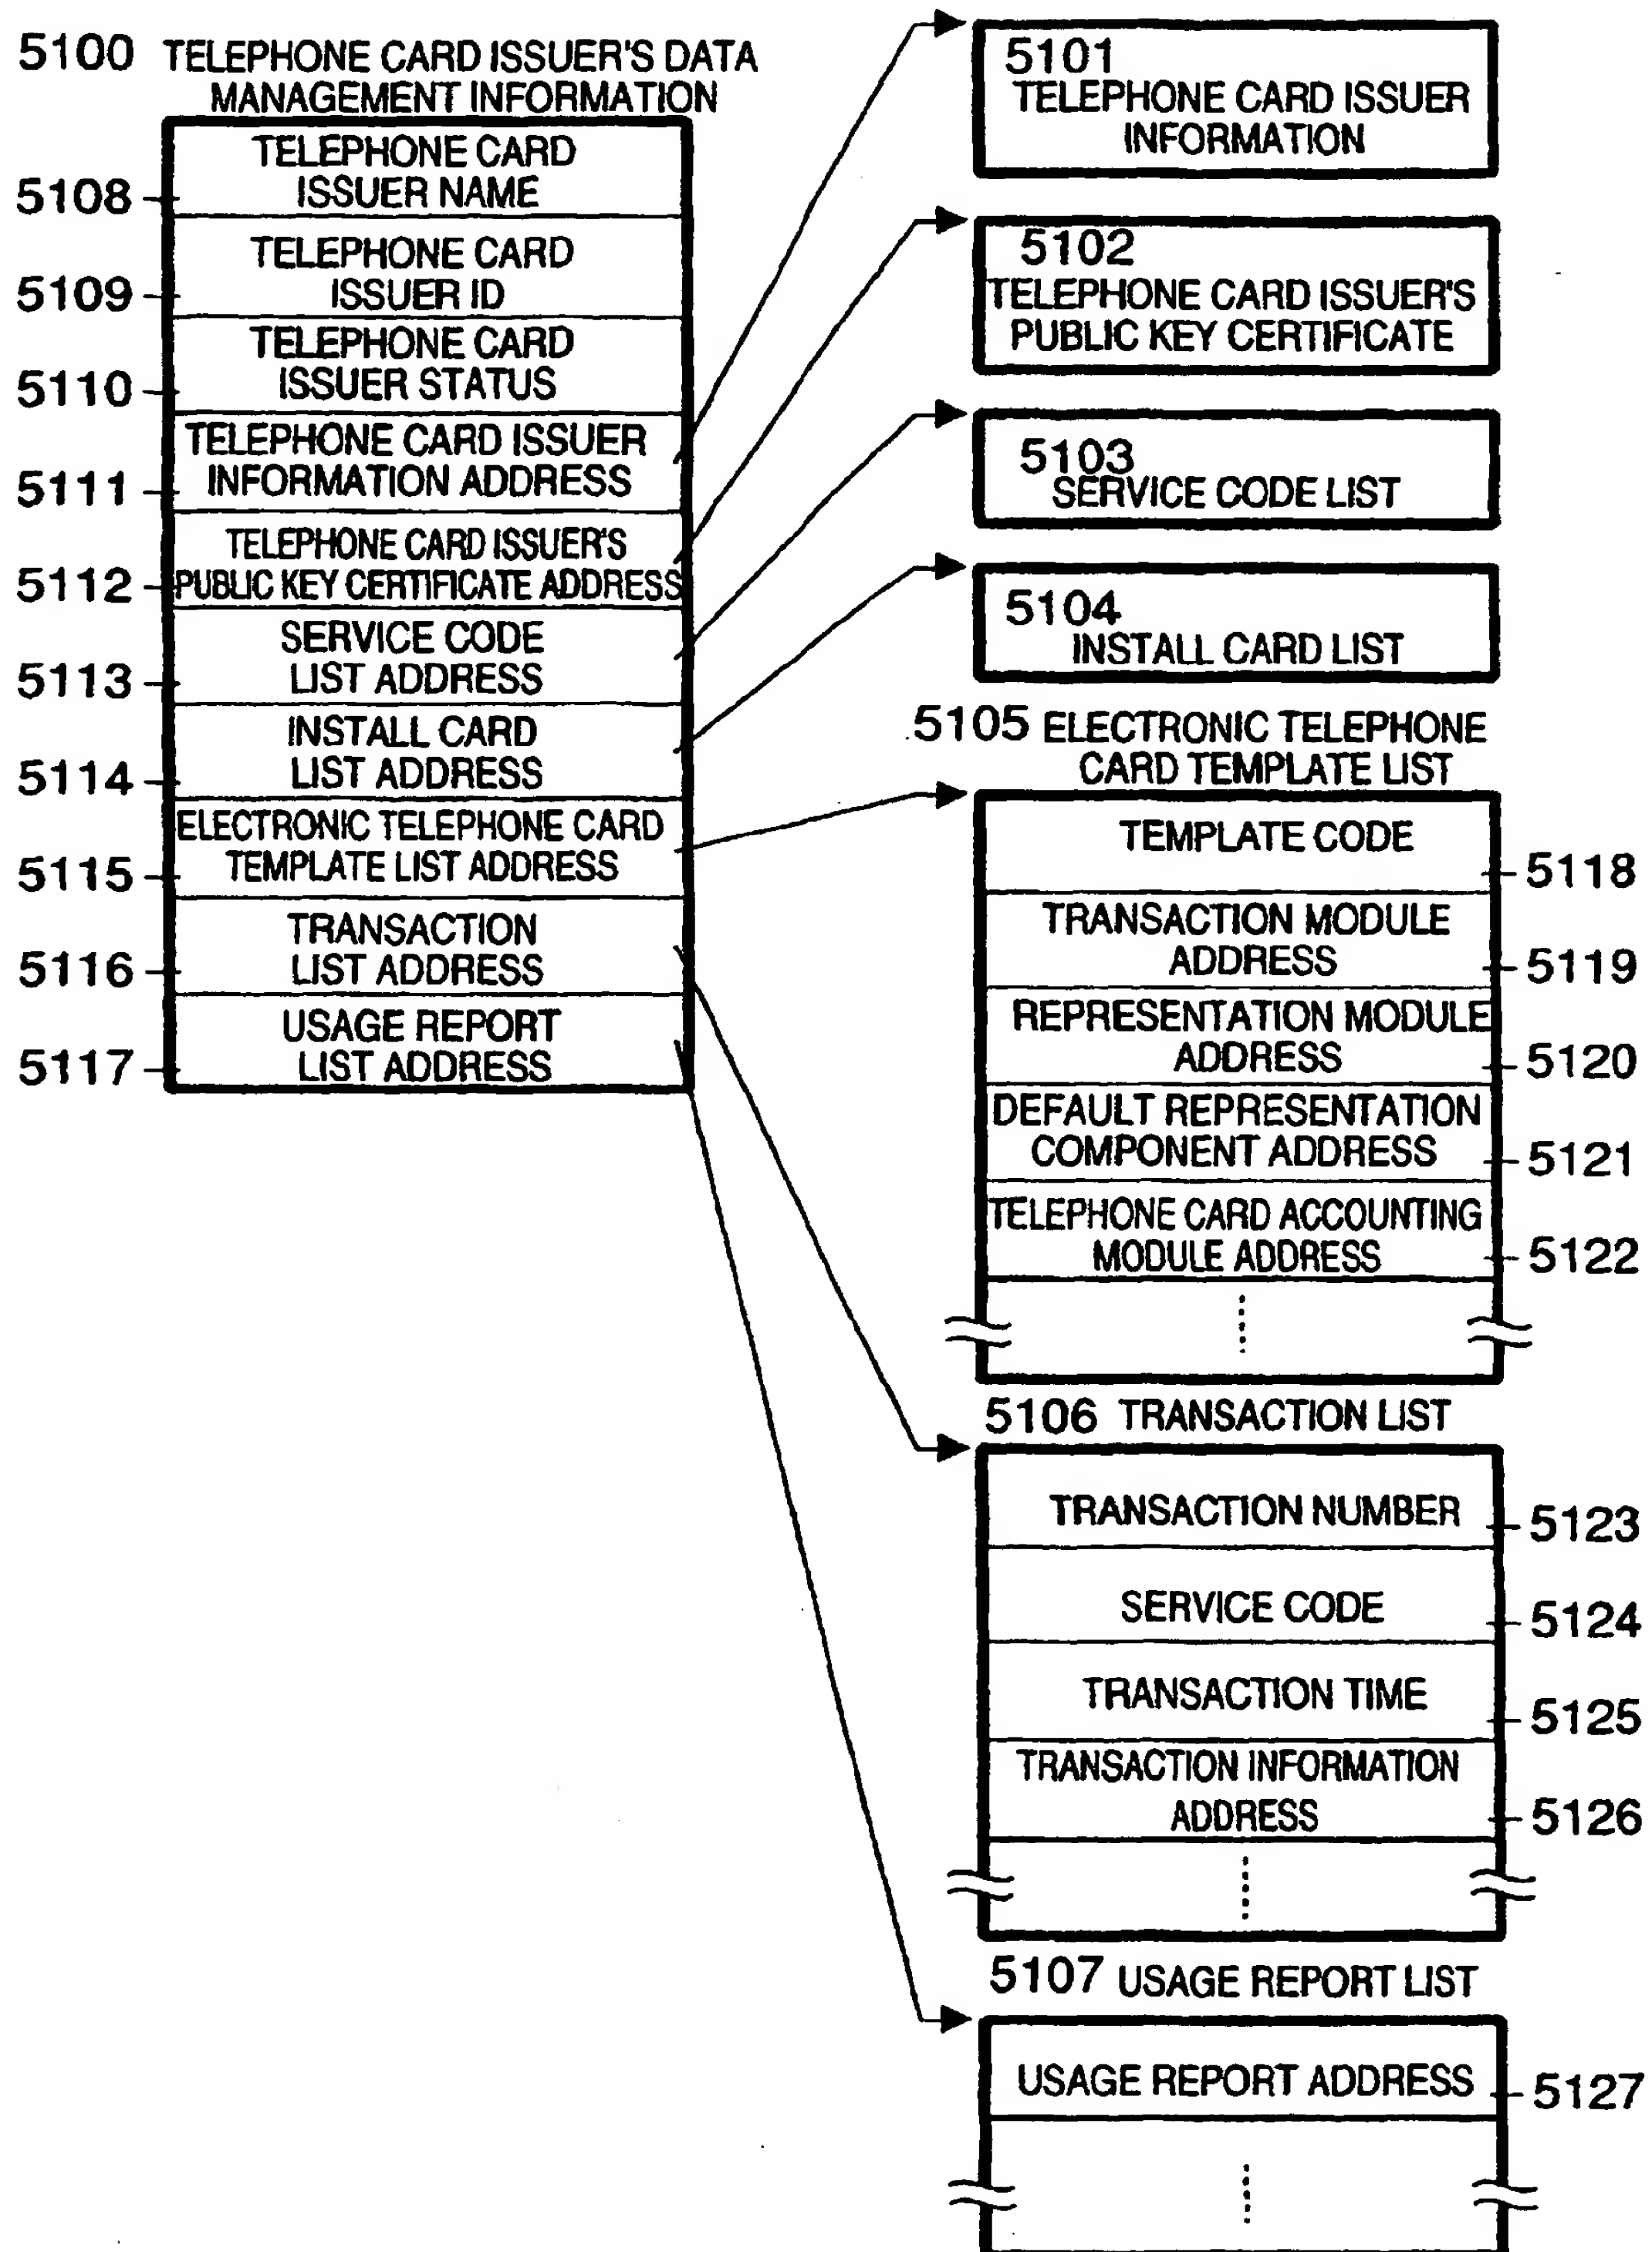 5100 TELEPHONE CARD ISSUER'S DATA
MANAGEMENT INFORMATION
TELEPHONE CARD
ISSUER NAME
5108
TELEPHONE CARD
ISSUER ID
5109
TELEPHONE CARD
ISSUER STATUS
5110
TELEPHONE CARD ISSUER
INFORMATION ADDRESS
5111
TELEPHONE CARD ISSUER'S
PUBLIC KEY CERTIFICATE ADDRESS
5112
SERVICE CODE
LIST ADDRESS
5113
INSTALL CARD
LIST ADDRESS
5114
ELECTRONIC TELEPHONE CARD
TEMPLATE LIST ADDRESS
5115
TRANSACTION
LIST ADDRESS
5116
USAGE REPORT
LIST ADDRESS
5117
5101
TELEPHONE CARD ISSUER
INFORMATION
5102
TELEPHONE CARD ISSUER'S
PUBLIC KEY CERTIFICATE
5103
SERVICE CODE LIST
5104
INSTALL CARD LIST
5105 ELECTRONIC TELEPHONE
CARD TEMPLATE LIST
TEMPLATE CODE
5118
TRANSACTION MODULE
ADDRESS
5119
REPRESENTATION MODULE
ADDRESS
5120
DEFAULT REPRESENTATION
COMPONENT ADDRESS
5121
TELEPHONE CARD ACCOUNTING
MODULE ADDRESS
5122
5106 TRANSACTION LIST
TRANSACTION NUMBER
5123
SERVICE CODE
5124
TRANSACTION TIME
5125
TRANSACTION INFORMATION
ADDRESS
5126
5107 USAGE REPORT LIST
USAGE REPORT ADDRESS
5127